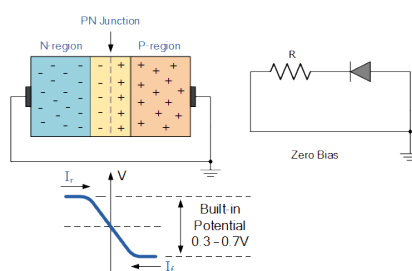 PN Junction
N-region
P-region
R
Zero Bias
Ir
V
Built-in
Potential
0.3-0.7V
If